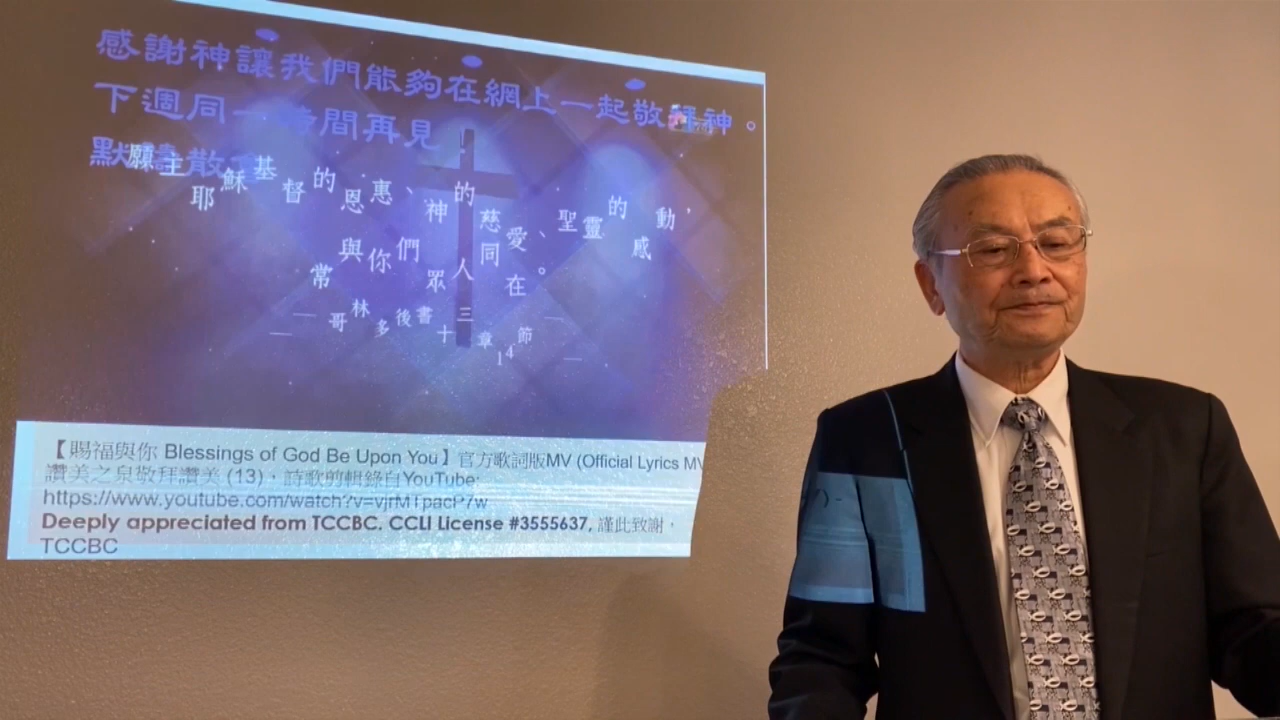 感謝神讓我們能夠在網上一起敬拜神。
下週同一時間再見.
默禱散會
願主耶穌基督的恩惠、神的慈愛、聖靈的感動,
常與你們眾人同在。
—— 哥林多後書十三章14節 ——
【賜福與你 Blessings of God Be Upon You】官方歌詞版MV (Official Lyrics MV
讚美之泉敬拜讚美 (13)，詩歌剪輯錄自YouTube:
Deeply appreciated from TCCBC. CCLI License #3555637, 謹此致謝，
TCCBC